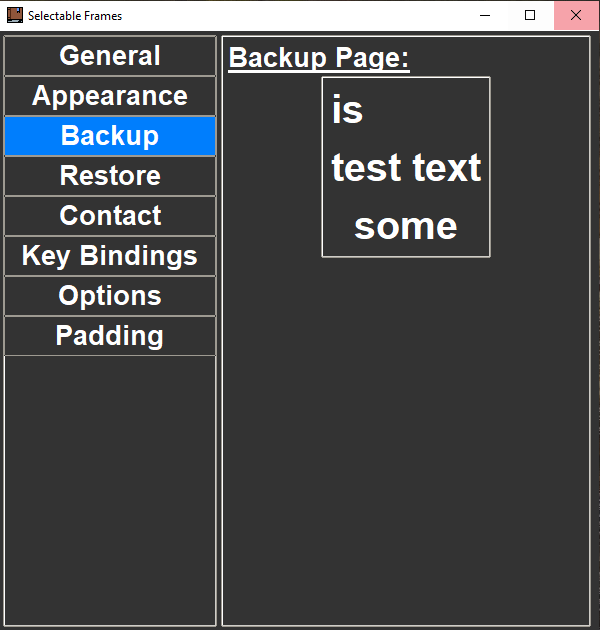 Selectable Frames
General
Appearance
Backup
Restore
Contact
Key Bindings
Options
Padding
Backup Page:
is
test text
some